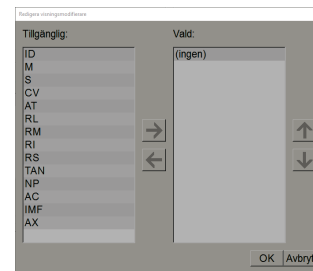 Redigera visningsmodifierare
Tillgänglig:
Vald:
ID
M
S
CV
AT
RL
RM
RI
RS
TAN
NP
AC
IMF
AX
(ingen)
OK
Avbryt